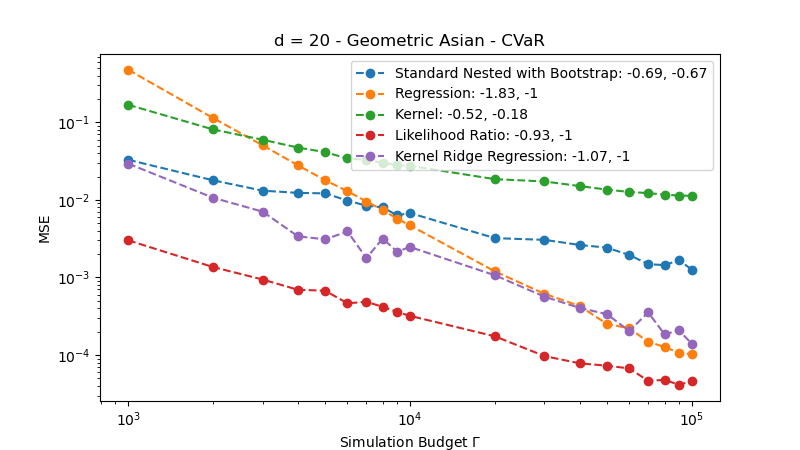 d = 20 - Geometric Asian - CVaR
Standard Nested with Bootstrap: -0.69, -0.67
Regression: -1.83, -1
Kernel: -0.52, -0.18
Likelihood Ratio: -0.93, -1
Kernel Ridge Regression: -1.07, -1
MSE
10⁻¹
10⁻²
10⁻³
10⁻⁴
10³
10⁴
10⁵
Simulation Budget Γ